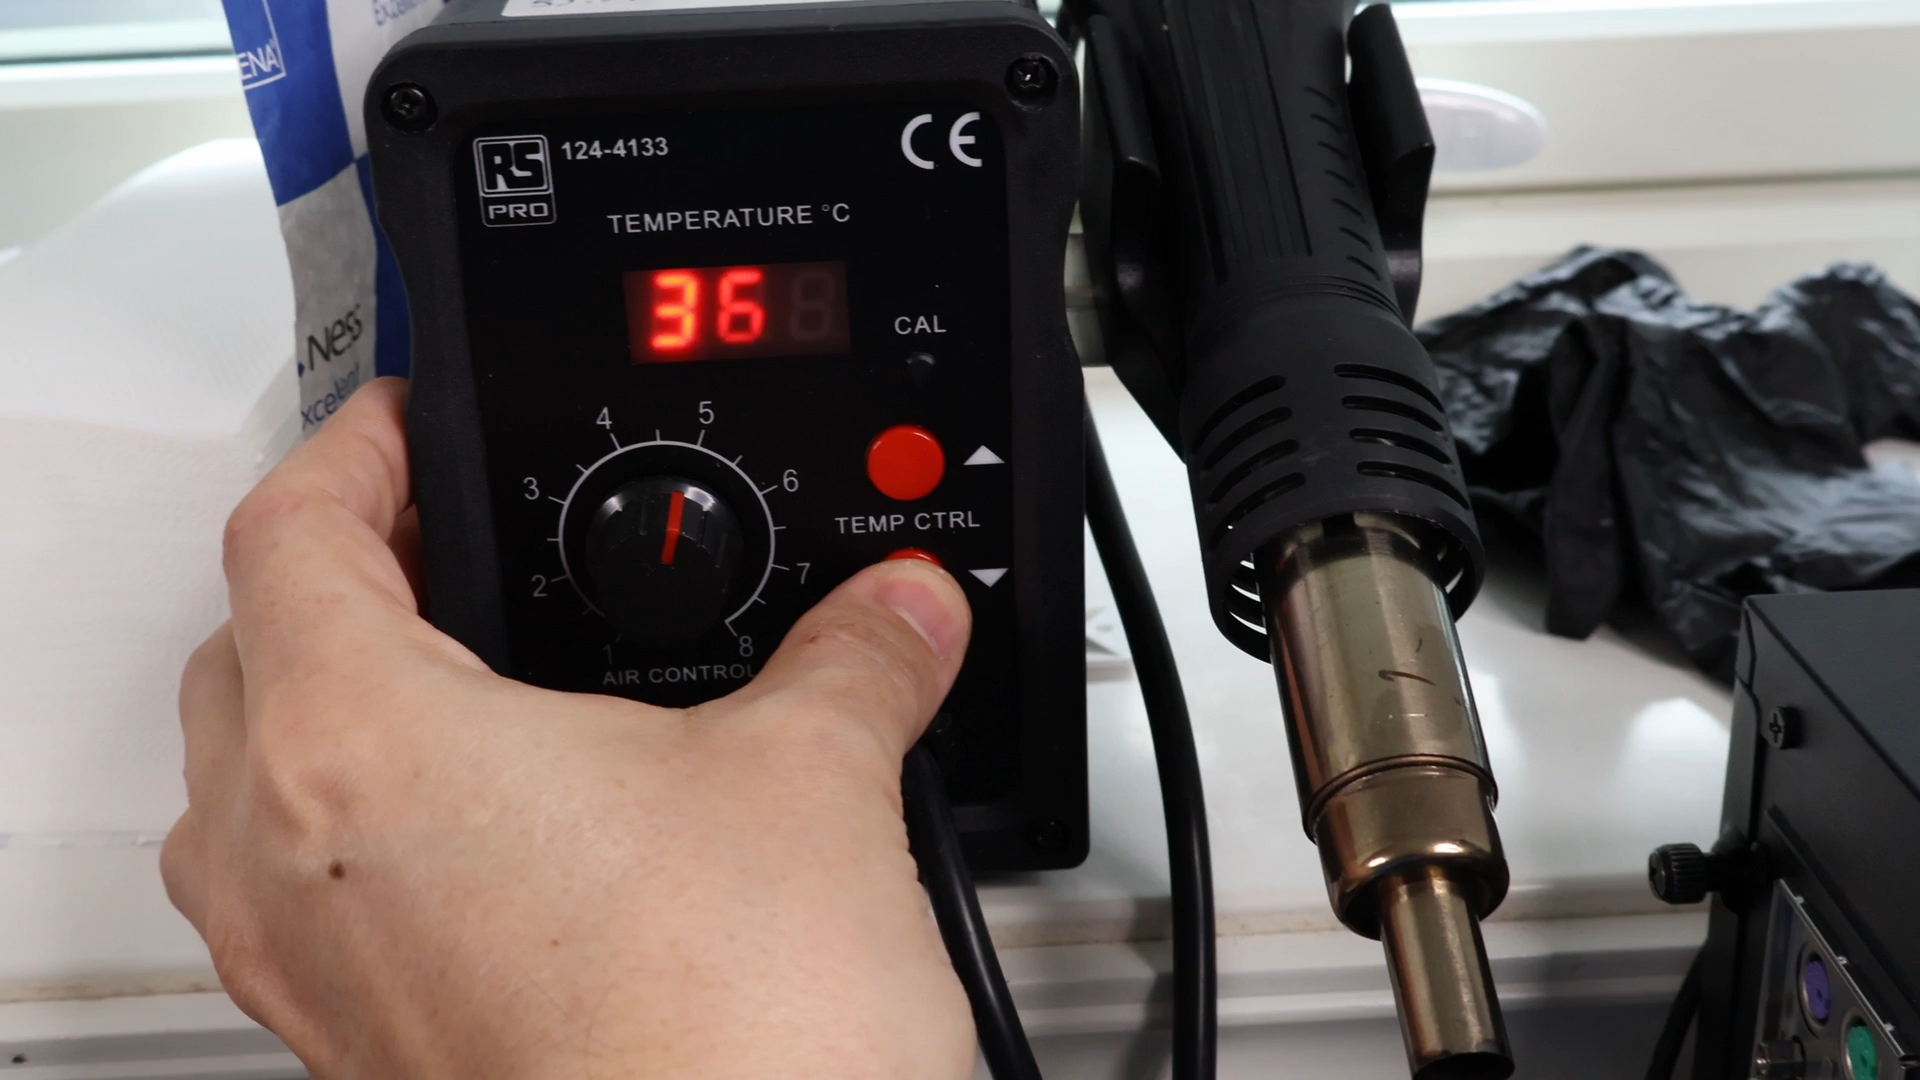 ENA
RS
PRO
124-4133
CE
TEMPERATURE °C
36
CAL
Ness
4
5
3
6
TEMP CTRL
2
7
1
8
AIR CONTROL